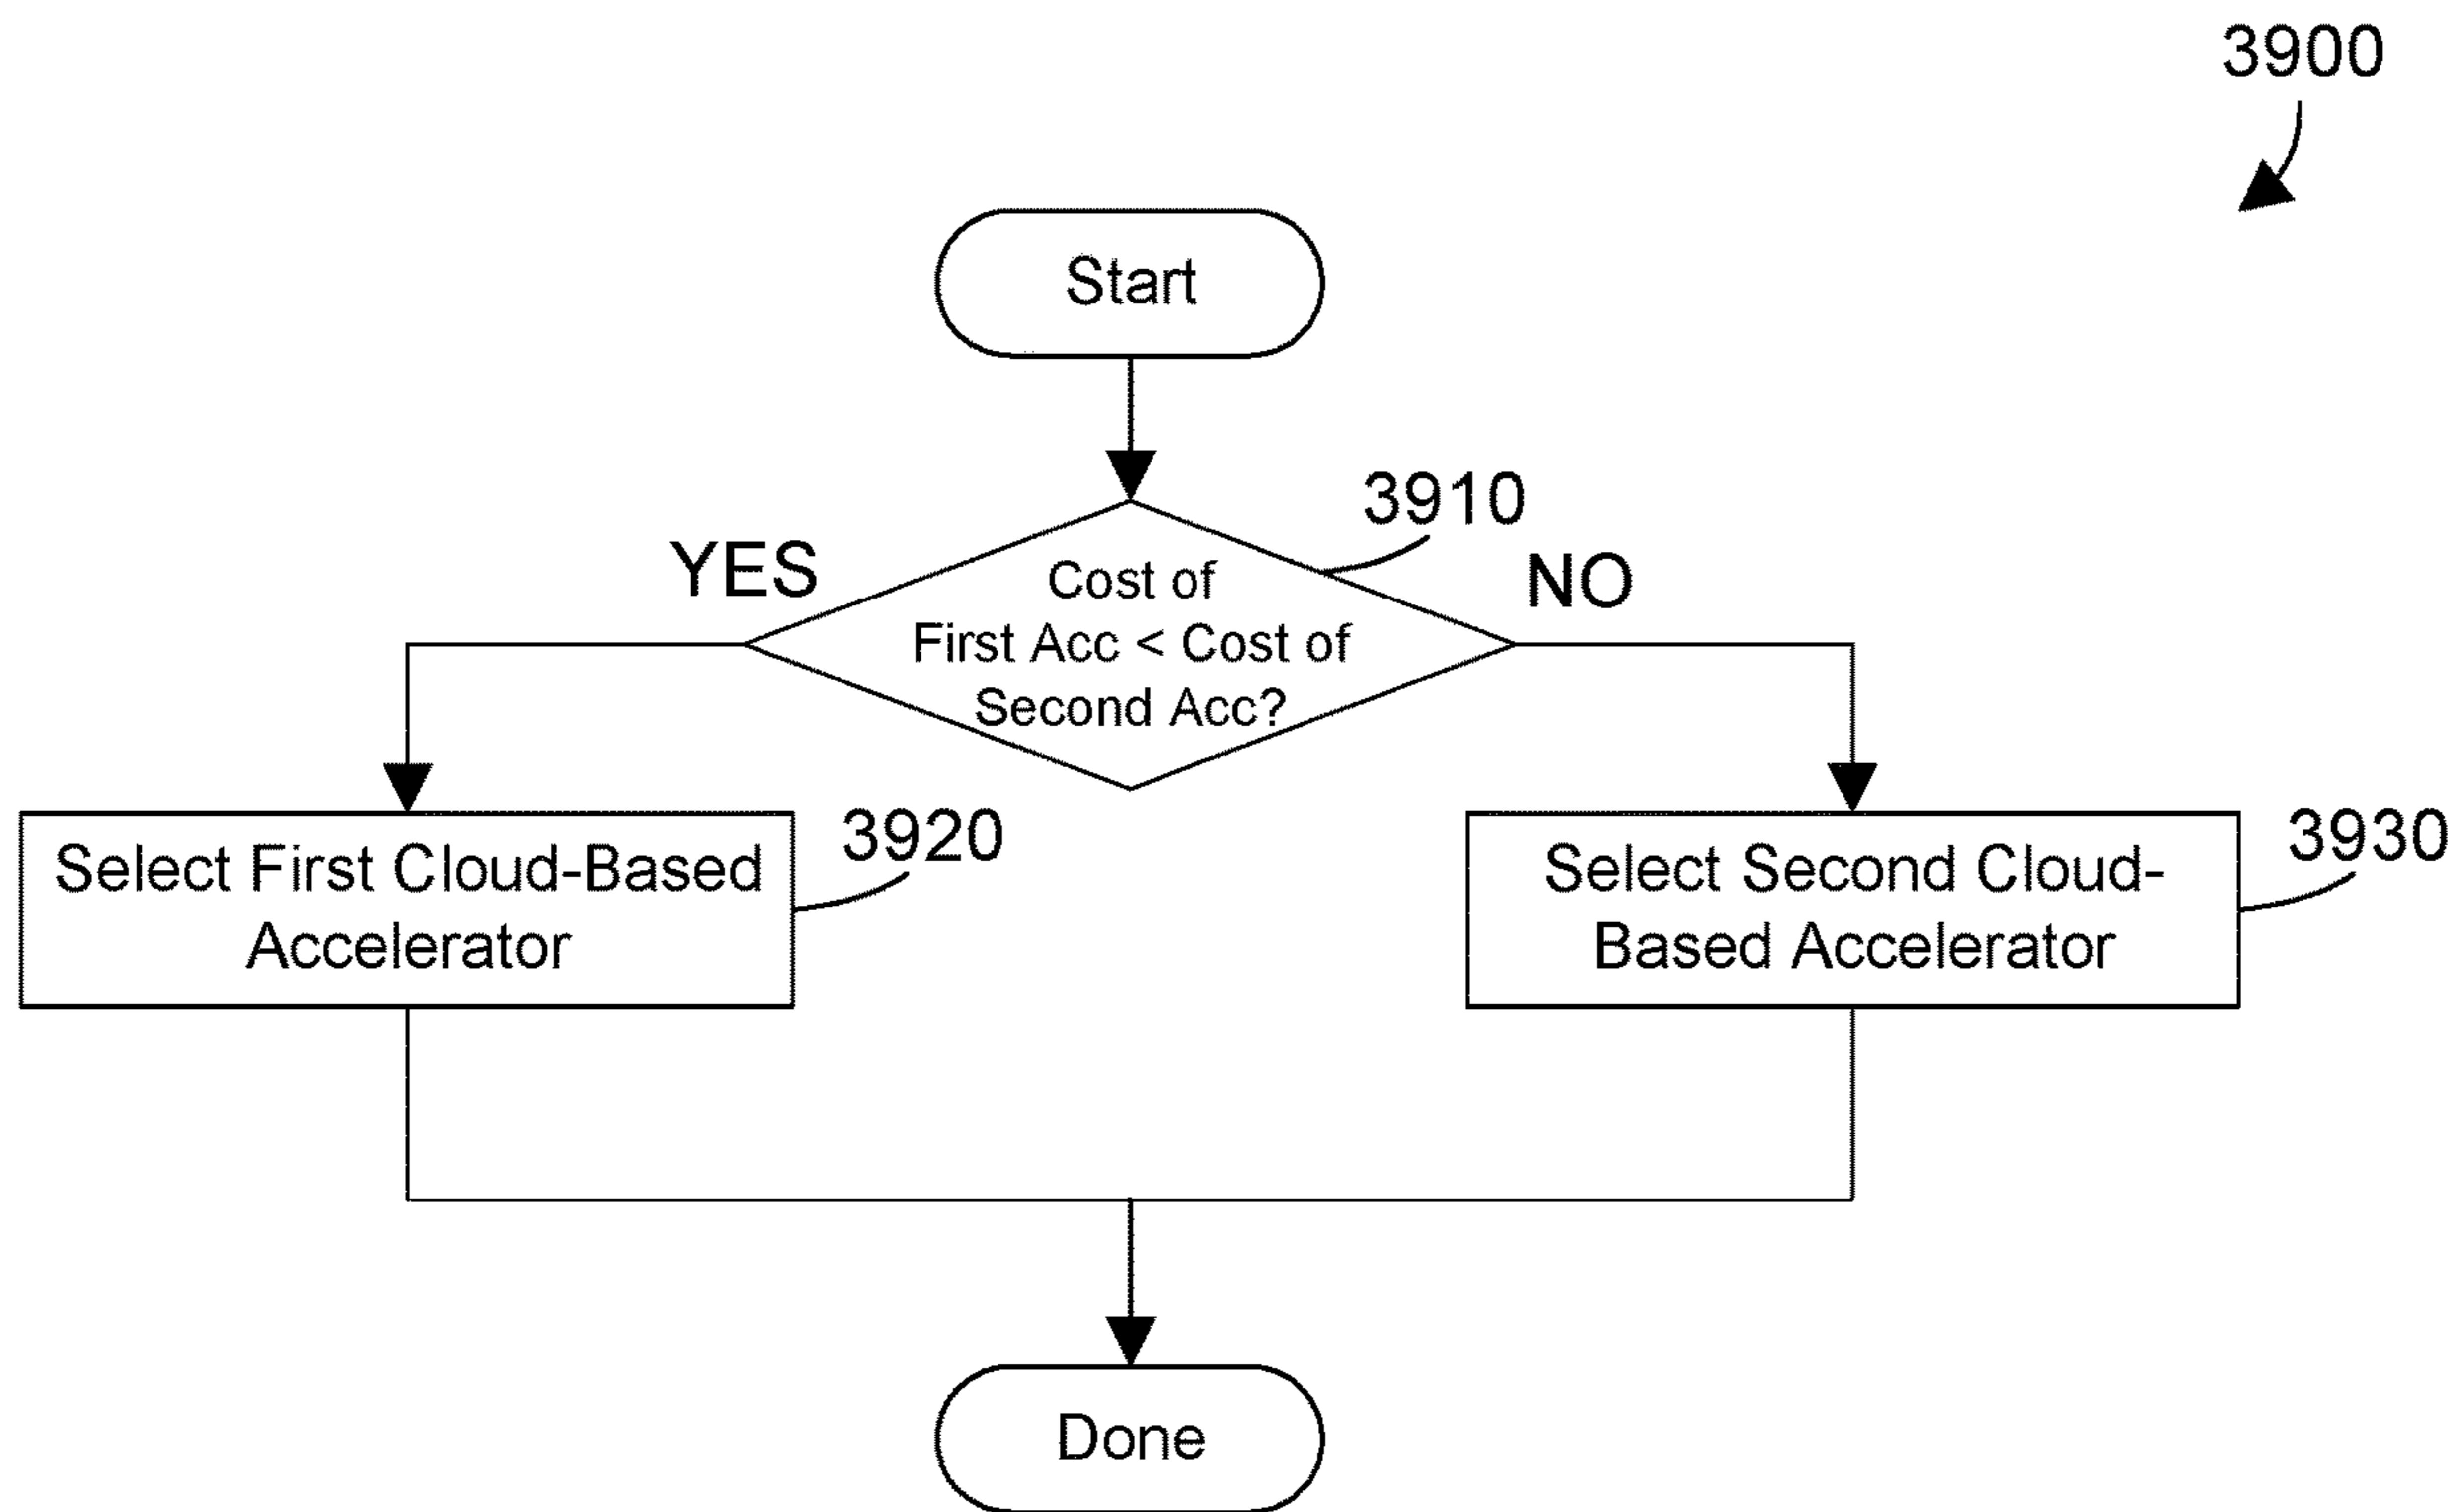 3900
Start
3910
YES
NO
Cost of
First Acc < Cost of
Second Acc?
3920
3930
Select First Cloud-Based
Accelerator
Select Second Cloud-
Based Accelerator
Done